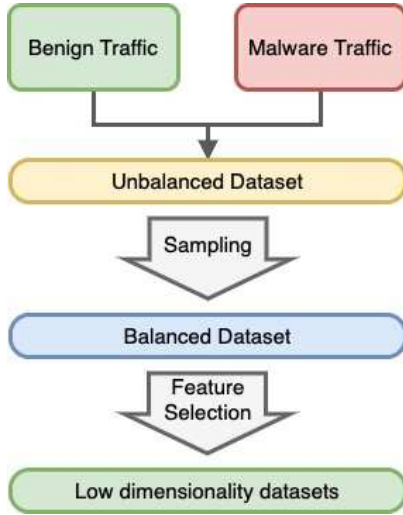 Benign Traffic
Malware Traffic
Unbalanced Dataset
Sampling
Balanced Dataset
Feature
Selection
Low dimensionality datasets